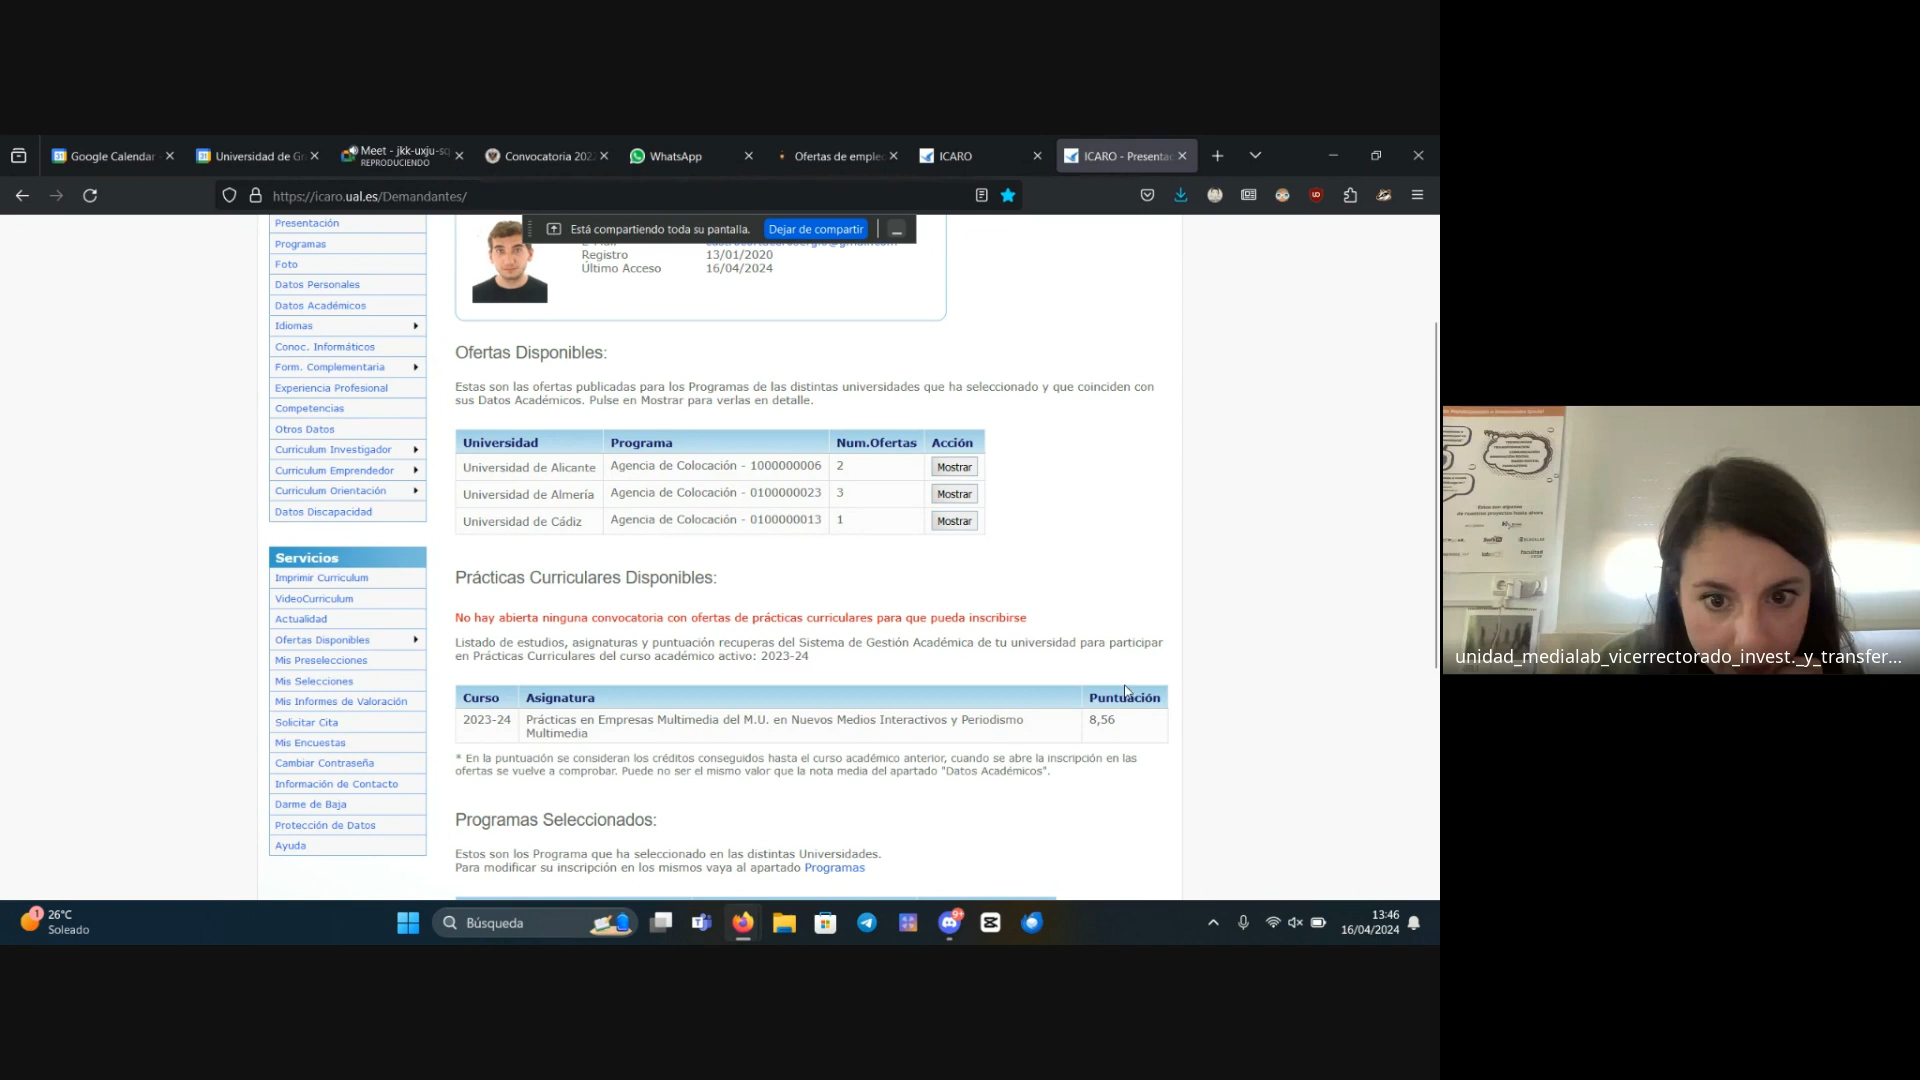 Google Calendar
Universidad de Gr
Meet - jkk-uxju-sq
REPRODUCIENDO
Convocatoria 202
WhatsApp
Ofertas de emple
ICARO
ICARO - Presenta
https://icaro.ual.es/Demandantes/
Está compartiendo toda su pantalla.
Dejar de compartir
Registro 13/01/2020
Último Acceso 16/04/2024
Presentación
Programas
Foto
Datos Personales
Datos Académicos
Idiomas
Conoc. Informáticos
Form. Complementaria
Experiencia Profesional
Competencias
Otros Datos
Curriculum Investigador
Curriculum Emprendedor
Curriculum Orientación
Datos Discapacidad
Servicios
Imprimir Curriculum
VideoCurriculum
Actualidad
Ofertas Disponibles
Mis Preselecciones
Mis Selecciones
Mis Informes de Valoración
Solicitar Cita
Mis Encuestas
Cambiar Contraseña
Información de Contacto
Darme de Baja
Protección de Datos
Ayuda
Ofertas Disponibles:
Estas son las ofertas publicadas para los Programas de las distintas universidades que ha seleccionado y que coinciden con
sus Datos Académicos. Pulse en Mostrar para verlas en detalle.
Universidad Programa Num.Ofertas Acción
Universidad de Alicante Agencia de Colocación - 1000000006 2 Mostrar
Universidad de Almería Agencia de Colocación - 0100000023 3 Mostrar
Universidad de Cádiz Agencia de Colocación - 0100000013 1 Mostrar
Prácticas Curriculares Disponibles:
No hay abierta ninguna convocatoria con ofertas de prácticas curriculares para que pueda inscribirse
Listado de estudios, asignaturas y puntuación recuperas del Sistema de Gestión Académica de tu universidad para participar
en Prácticas Curriculares del curso académico activo: 2023-24
Curso Asignatura Puntuación
2023-24 Prácticas en Empresas Multimedia del M.U. en Nuevos Medios Interactivos y Periodismo 8,56
Multimedia
* En la puntuación se consideran los créditos conseguidos hasta el curso académico anterior, cuando se abre la inscripción en las
ofertas se vuelve a comprobar. Puede no ser el mismo valor que la nota media del apartado "Datos Académicos".
Programas Seleccionados:
Estos son los Programa que ha seleccionado en las distintas Universidades.
Para modificar su inscripción en los mismos vaya al apartado Programas
unidad_medialab_vicerrectorado_invest._y_transfer...
1
26°C
Soleado
Búsqueda
9+
13:46
16/04/2024